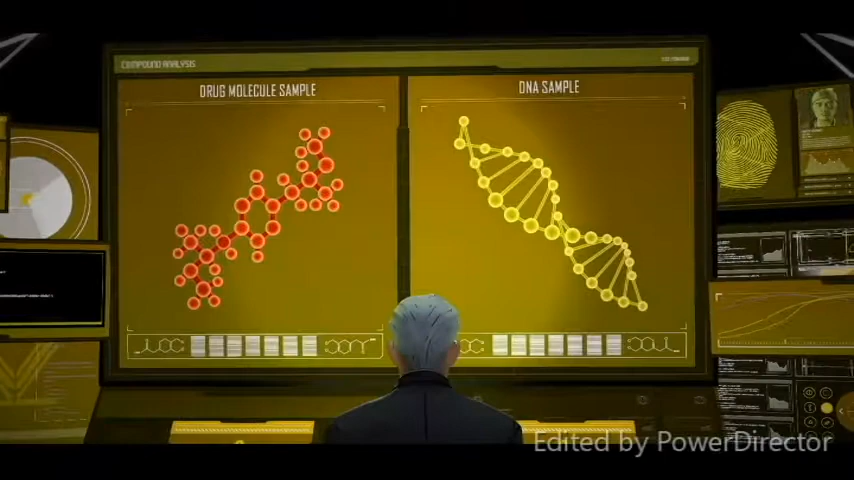 COMPOUND ANALYSIS
DRUG MOLECULE SAMPLE
DNA SAMPLE
Edited by PowerDirector